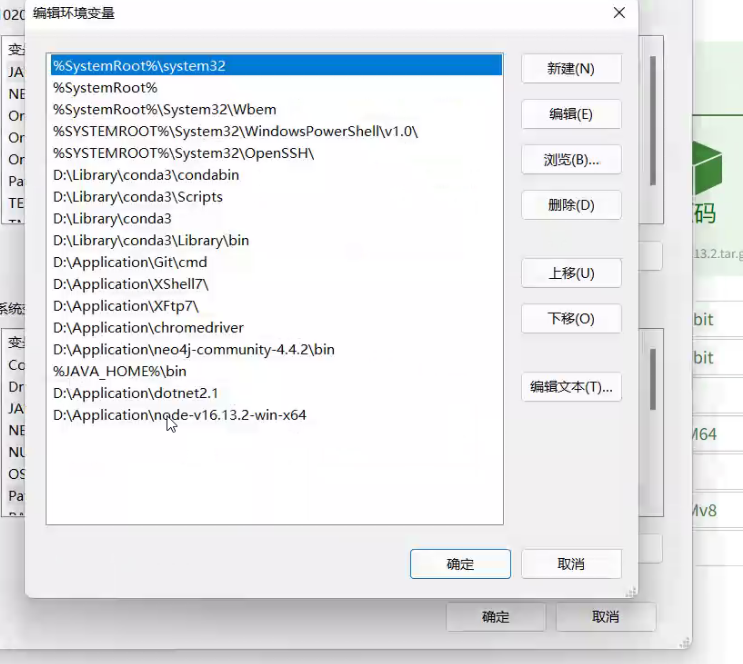 编辑环境变量
%SystemRoot%\system32
%SystemRoot%
%SystemRoot%\System32\Wbem
%SYSTEMROOT%\System32\WindowsPowerShell\v1.0\
%SYSTEMROOT%\System32\OpenSSH\
D:\Library\conda3\condabin
D:\Library\conda3\Scripts
D:\Library\conda3
D:\Library\conda3\Library\bin
D:\Application\Git\cmd
D:\Application\XShell7\
D:\Application\XFtp7\
D:\Application\chromedriver
D:\Application\neo4j-community-4.4.2\bin
%JAVA_HOME%\bin
D:\Application\dotnet2.1
D:\Application\node-v16.13.2-win-x64
新建(N)
编辑(E)
浏览(B)...
删除(D)
上移(U)
下移(O)
编辑文本(T)...
确定
取消
确定
取消
JA
NE
Or
Or
Or
Pa
TE
系统变
Co
Dr
JA
NE
NU
OS
Pa
码
13.2.tar.g
bit
bit
M64
Mv8